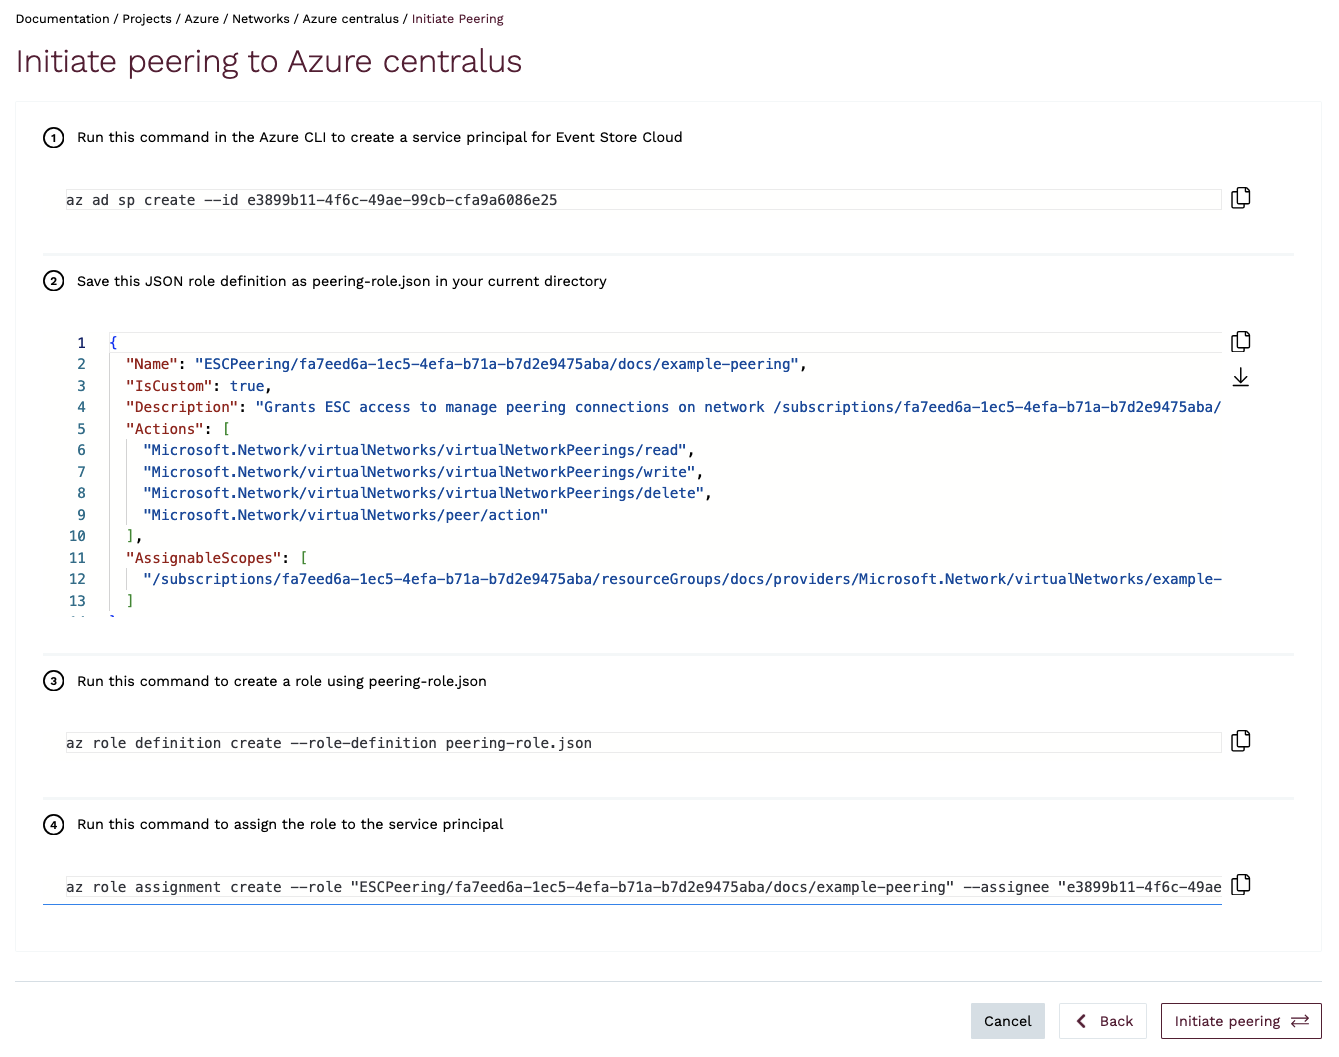 Documentation / Projects / Azure / Networks / Azure centralus / Initiate Peering
Initiate peering to Azure centralus
1 Run this command in the Azure CLI to create a service principal for Event Store Cloud
az ad sp create --id e3899b11-4f6c-49ae-99cb-cfa9a6086e25
2 Save this JSON role definition as peering-role.json in your current directory
1 {
2 "Name": "ESCPeering/fa7eed6a-1ec5-4efa-b71a-b7d2e9475aba/docs/example-peering",
3 "IsCustom": true,
4 "Description": "Grants ESC access to manage peering connections on network /subscriptions/fa7eed6a-1ec5-4efa-b71a-b7d2e9475aba/
5 "Actions": [
6 "Microsoft.Network/virtualNetworks/virtualNetworkPeerings/read",
7 "Microsoft.Network/virtualNetworks/virtualNetworkPeerings/write",
8 "Microsoft.Network/virtualNetworks/virtualNetworkPeerings/delete",
9 "Microsoft.Network/virtualNetworks/peer/action"
10 ],
11 "AssignableScopes": [
12 "/subscriptions/fa7eed6a-1ec5-4efa-b71a-b7d2e9475aba/resourceGroups/docs/providers/Microsoft.Network/virtualNetworks/example-
13 ]
3 Run this command to create a role using peering-role.json
az role definition create --role-definition peering-role.json
4 Run this command to assign the role to the service principal
az role assignment create --role "ESCPeering/fa7eed6a-1ec5-4efa-b71a-b7d2e9475aba/docs/example-peering" --assignee "e3899b11-4f6c-49ae
Cancel
Back
Initiate peering